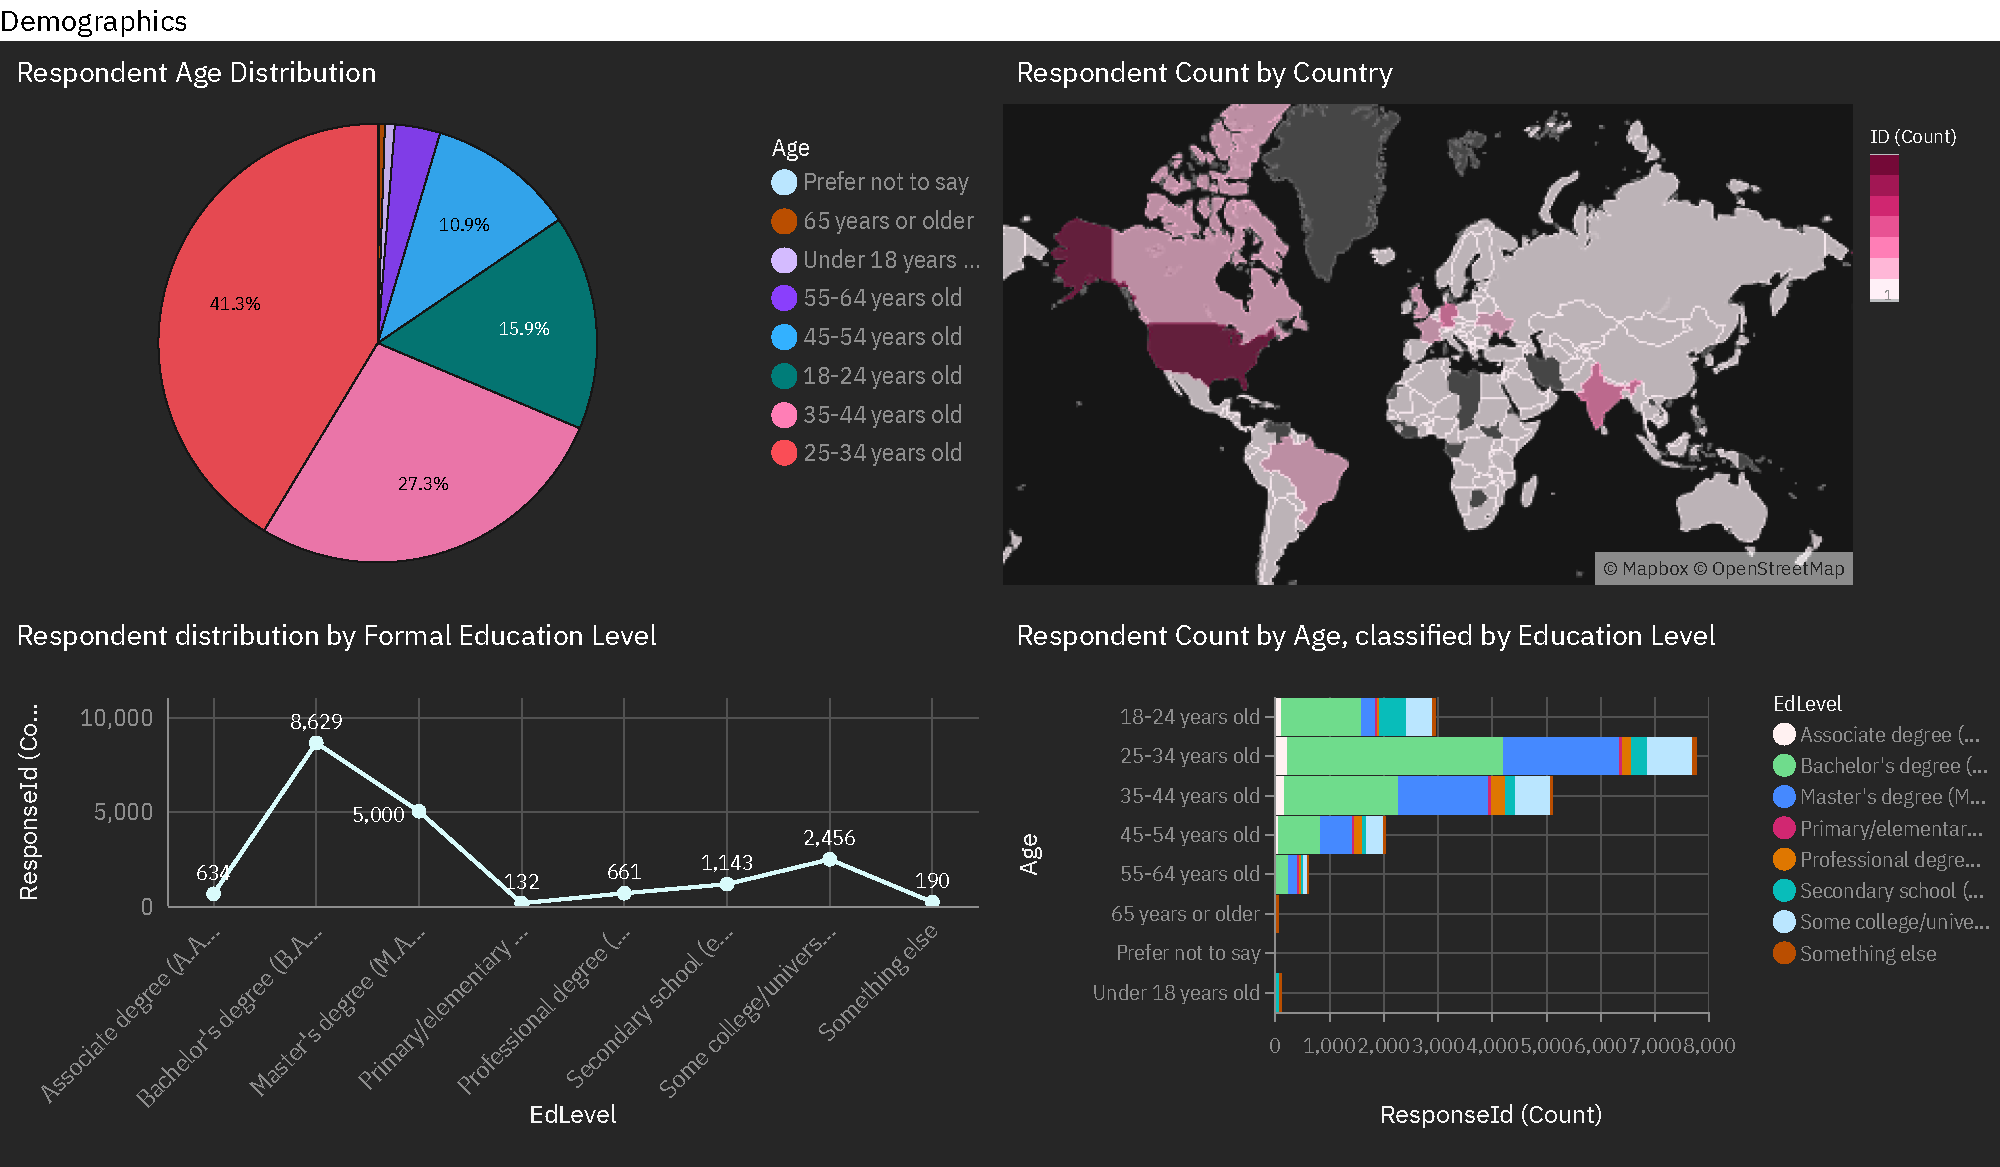 Demographics
Respondent Age Distribution
41.3%
27.3%
15.9%
10.9%
Age
Prefer not to say
65 years or older
Under 18 years ...
55-64 years old
45-54 years old
18-24 years old
35-44 years old
25-34 years old
Respondent Count by Country
© Mapbox © OpenStreetMap
ID (Count)
1
Respondent distribution by Formal Education Level
ResponseId (Co...
10,000
5,000
0
634
8,629
5,000
132
661
1,143
2,456
190
Associate degree (A.A...
Bachelor's degree (B.A...
Master's degree (M.A...
Primary/elementary ...
Professional degree (...
Secondary school (e...
Some college/univers...
Something else
EdLevel
Respondent Count by Age, classified by Education Level
Age
18-24 years old
25-34 years old
35-44 years old
45-54 years old
55-64 years old
65 years or older
Prefer not to say
Under 18 years old
0 1,000 2,000 3,000 4,000 5,000 6,000 7,000 8,000
ResponseId (Count)
EdLevel
Associate degree (...
Bachelor's degree (...
Master's degree (M...
Primary/elementar...
Professional degre...
Secondary school (...
Some college/unive...
Something else